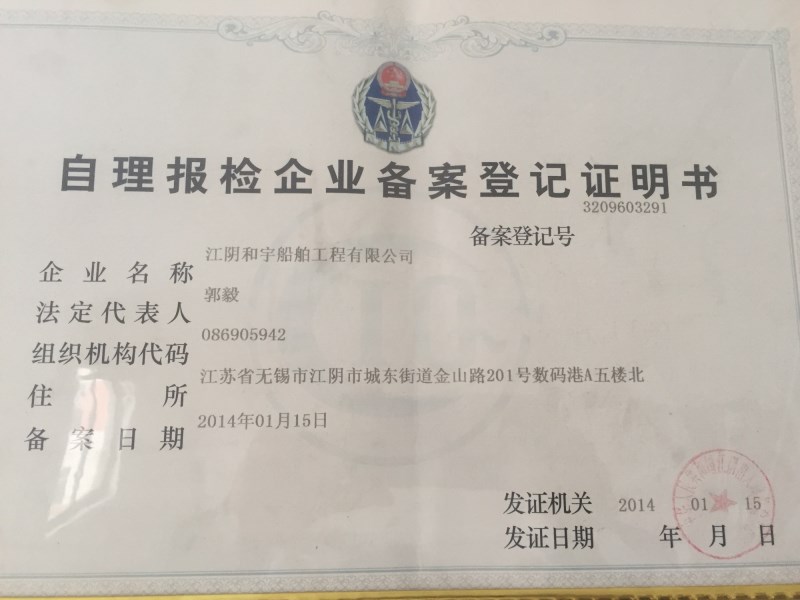 自理报检企业备案登记证明书
3209603291
备案登记号
江阴和宇船舶工程有限公司
企业名称
郭毅
法定代表人
086905942
组织机构代码
江苏省无锡市江阴市城东街道金山路201号数码港A五楼北
住所
2014年01月15日
备案日期
发证机关
2014 01 15
发证日期 年 月 日